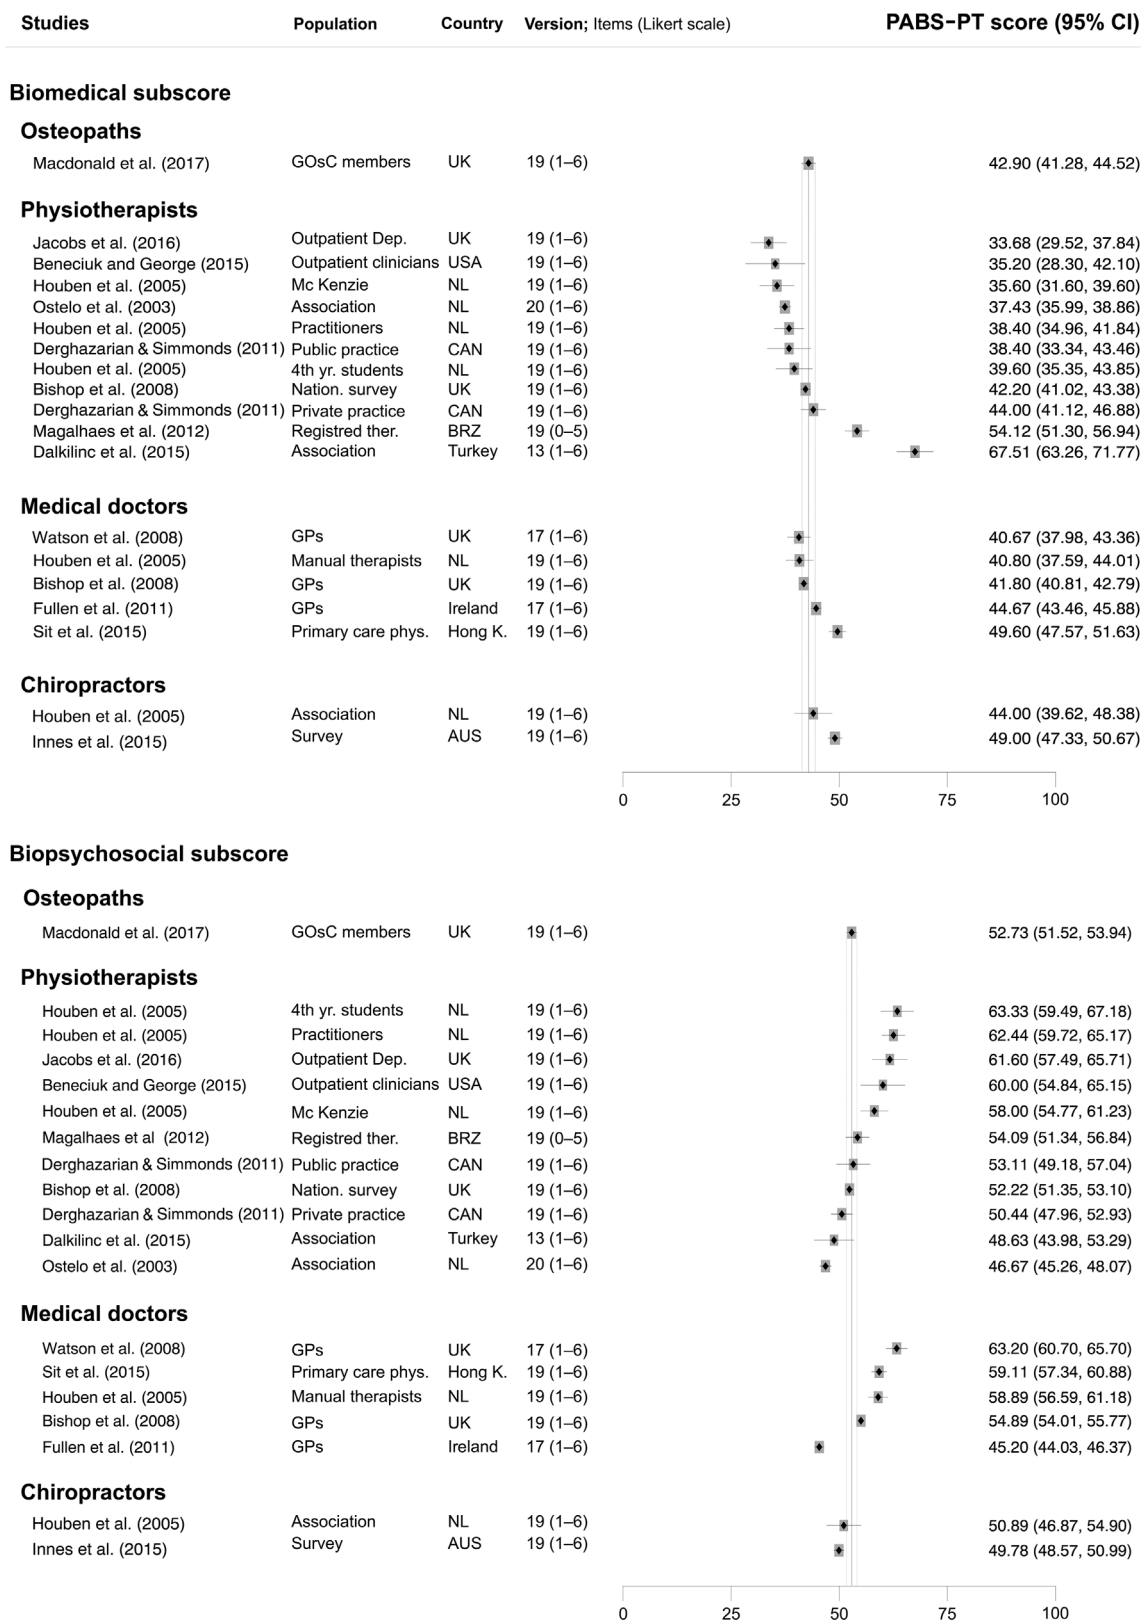 Studies Population Country Version; Items (Likert scale) PABS-PT score (95% CI)
Biomedical subscore
Osteopaths
Macdonald et al. (2017) GOsC members UK 19 (1–6) 42.90 (41.28, 44.52)
Physiotherapists
Jacobs et al. (2016) Outpatient Dep. UK 19 (1–6) 33.68 (29.52, 37.84)
Beneciuk and George (2015) Outpatient clinicians USA 19 (1–6) 35.20 (28.30, 42.10)
Houben et al. (2005) Mc Kenzie NL 19 (1–6) 35.60 (31.60, 39.60)
Ostelo et al. (2003) Association NL 20 (1–6) 37.43 (35.99, 38.86)
Houben et al. (2005) Practitioners NL 19 (1–6) 38.40 (34.96, 41.84)
Derghazarian & Simmonds (2011) Public practice CAN 19 (1–6) 38.40 (33.34, 43.46)
Houben et al. (2005) 4th yr. students NL 19 (1–6) 39.60 (35.35, 43.85)
Bishop et al. (2008) Nation. survey UK 19 (1–6) 42.20 (41.02, 43.38)
Derghazarian & Simmonds (2011) Private practice CAN 19 (1–6) 44.00 (41.12, 46.88)
Magalhaes et al. (2012) Registred ther. BRZ 19 (0–5) 54.12 (51.30, 56.94)
Dalkilinc et al. (2015) Association Turkey 13 (1–6) 67.51 (63.26, 71.77)
Medical doctors
Watson et al. (2008) GPs UK 17 (1–6) 40.67 (37.98, 43.36)
Houben et al. (2005) Manual therapists NL 19 (1–6) 40.80 (37.59, 44.01)
Bishop et al. (2008) GPs UK 19 (1–6) 41.80 (40.81, 42.79)
Fullen et al. (2011) GPs Ireland 17 (1–6) 44.67 (43.46, 45.88)
Sit et al. (2015) Primary care phys. Hong K. 19 (1–6) 49.60 (47.57, 51.63)
Chiropractors
Houben et al. (2005) Association NL 19 (1–6) 44.00 (39.62, 48.38)
Innes et al. (2015) Survey AUS 19 (1–6) 49.00 (47.33, 50.67)
0 25 50 75 100
Biopsychosocial subscore
Osteopaths
Macdonald et al. (2017) GOsC members UK 19 (1–6) 52.73 (51.52, 53.94)
Physiotherapists
Houben et al. (2005) 4th yr. students NL 19 (1–6) 63.33 (59.49, 67.18)
Houben et al. (2005) Practitioners NL 19 (1–6) 62.44 (59.72, 65.17)
Jacobs et al. (2016) Outpatient Dep. UK 19 (1–6) 61.60 (57.49, 65.71)
Beneciuk and George (2015) Outpatient clinicians USA 19 (1–6) 60.00 (54.84, 65.15)
Houben et al. (2005) Mc Kenzie NL 19 (1–6) 58.00 (54.77, 61.23)
Magalhaes et al (2012) Registred ther. BRZ 19 (0–5) 54.09 (51.34, 56.84)
Derghazarian & Simmonds (2011) Public practice CAN 19 (1–6) 53.11 (49.18, 57.04)
Bishop et al. (2008) Nation. survey UK 19 (1–6) 52.22 (51.35, 53.10)
Derghazarian & Simmonds (2011) Private practice CAN 19 (1–6) 50.44 (47.96, 52.93)
Dalkilinc et al. (2015) Association Turkey 13 (1–6) 48.63 (43.98, 53.29)
Ostelo et al. (2003) Association NL 20 (1–6) 46.67 (45.26, 48.07)
Medical doctors
Watson et al. (2008) GPs UK 17 (1–6) 63.20 (60.70, 65.70)
Sit et al. (2015) Primary care phys. Hong K. 19 (1–6) 59.11 (57.34, 60.88)
Houben et al. (2005) Manual therapists NL 19 (1–6) 58.89 (56.59, 61.18)
Bishop et al. (2008) GPs UK 19 (1–6) 54.89 (54.01, 55.77)
Fullen et al. (2011) GPs Ireland 17 (1–6) 45.20 (44.03, 46.37)
Chiropractors
Houben et al. (2005) Association NL 19 (1–6) 50.89 (46.87, 54.90)
Innes et al. (2015) Survey AUS 19 (1–6) 49.78 (48.57, 50.99)
0 25 50 75 100